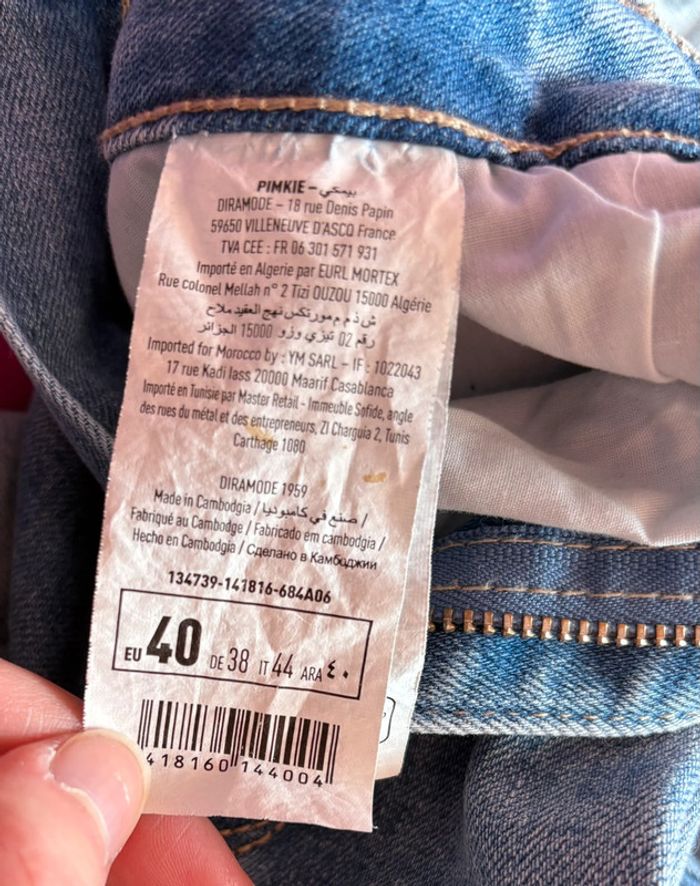 PIMKIE – بيمكي
DIRAMODE – 18 rue Denis Papin
59650 VILLENEUVE D'ASCQ France
TVA CEE : FR 06 301 571 931
Importé en Algerie par EURL MORTEX
Rue colonel Mellah n° 2 Tizi OUZOU 15000 Algérie
ش ذ م م مورتكس نهج العقيد ملاح
رقم 02 تيزي وزو 15000 الجزائر
Imported for Morocco by : YM SARL – IF : 1022043
17 rue Kadi Iass 20000 Maarif Casablanca
Importé en Tunisie par Master Retail - Immeuble Sofide, angle
des rues du métal et des entrepreneurs, ZI Charguia 2, Tunis
Carthage 1080
DIRAMODE 1959
Made in Cambodgia / صنع في كامبوديا /
Fabriqué au Cambodge / Fabricado em cambodgia /
Hecho en Cambodgia / Сделано в Камбоджии
134739-141816-684A06
EU 40 DE 38 IT 44 ARA ٤٠
418160 144004